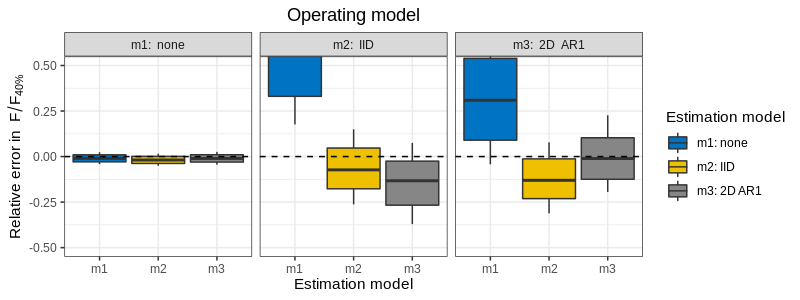 Operating model
m1: none
m2: IID
m3: 2D AR1
Relative error in F/F40%
0.50
0.25
0.00
-0.25
-0.50
m1 m2 m3
m1 m2 m3
m1 m2 m3
Estimation model
Estimation model
m1: none
m2: IID
m3: 2D AR1